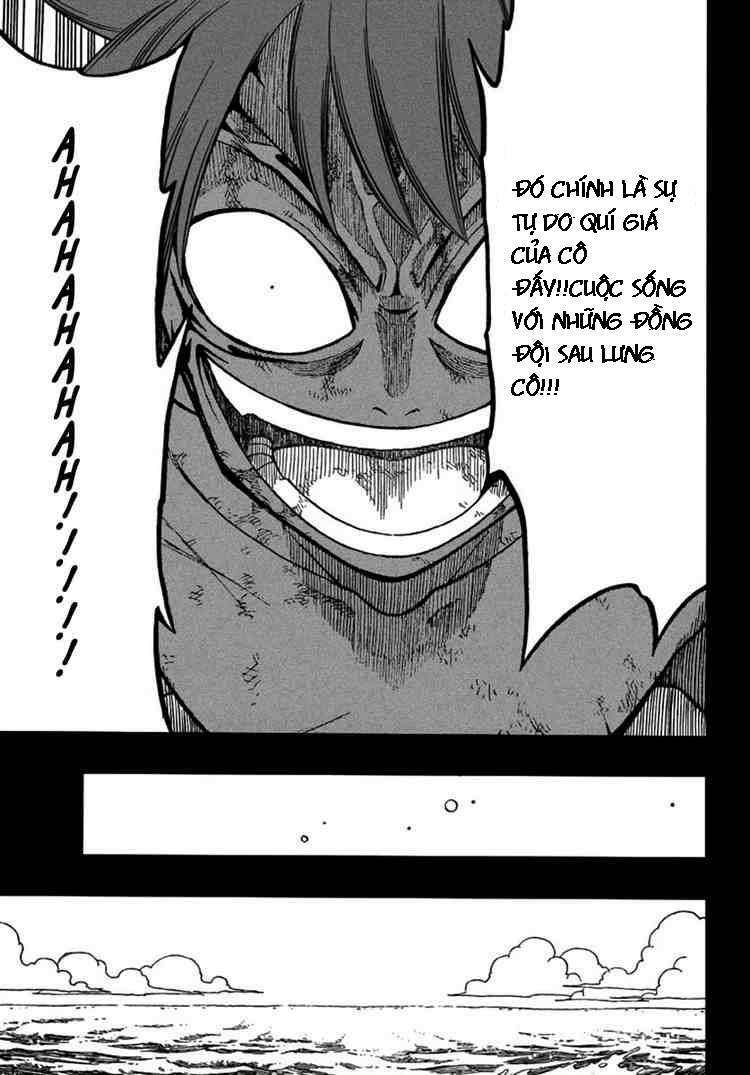 ĐÓ CHÍNH LÀ SỰ
TỰ DO QUÍ GIÁ
CỦA CÔ
ĐẤY!!CUỘC SỐNG
VỚI NHỮNG ĐỒNG
ĐỘI SAU LƯNG
CÔ!!!
AHAHAHAHAHAH!!!!!!